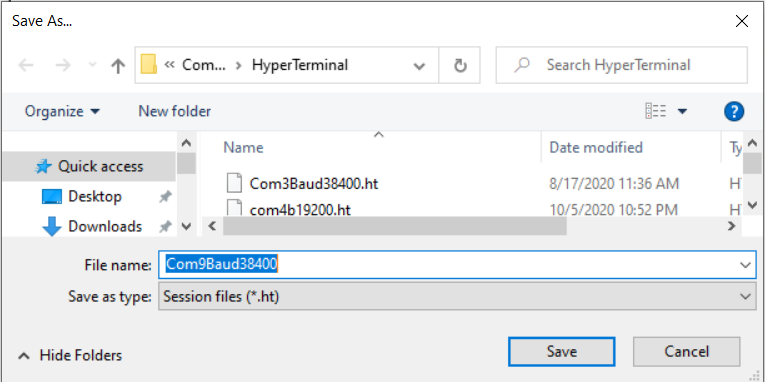 Save As...
« Com... › HyperTerminal
Search HyperTerminal
Organize
New folder
?
Name
Date modified
Ty
Quick access
Com3Baud38400.ht
8/17/2020 11:36 AM
H
Desktop
com4b19200.ht
10/5/2020 10:52 PM
H
Downloads
File name:
Com9Baud38400
Save as type:
Session files (*.ht)
Hide Folders
Save
Cancel